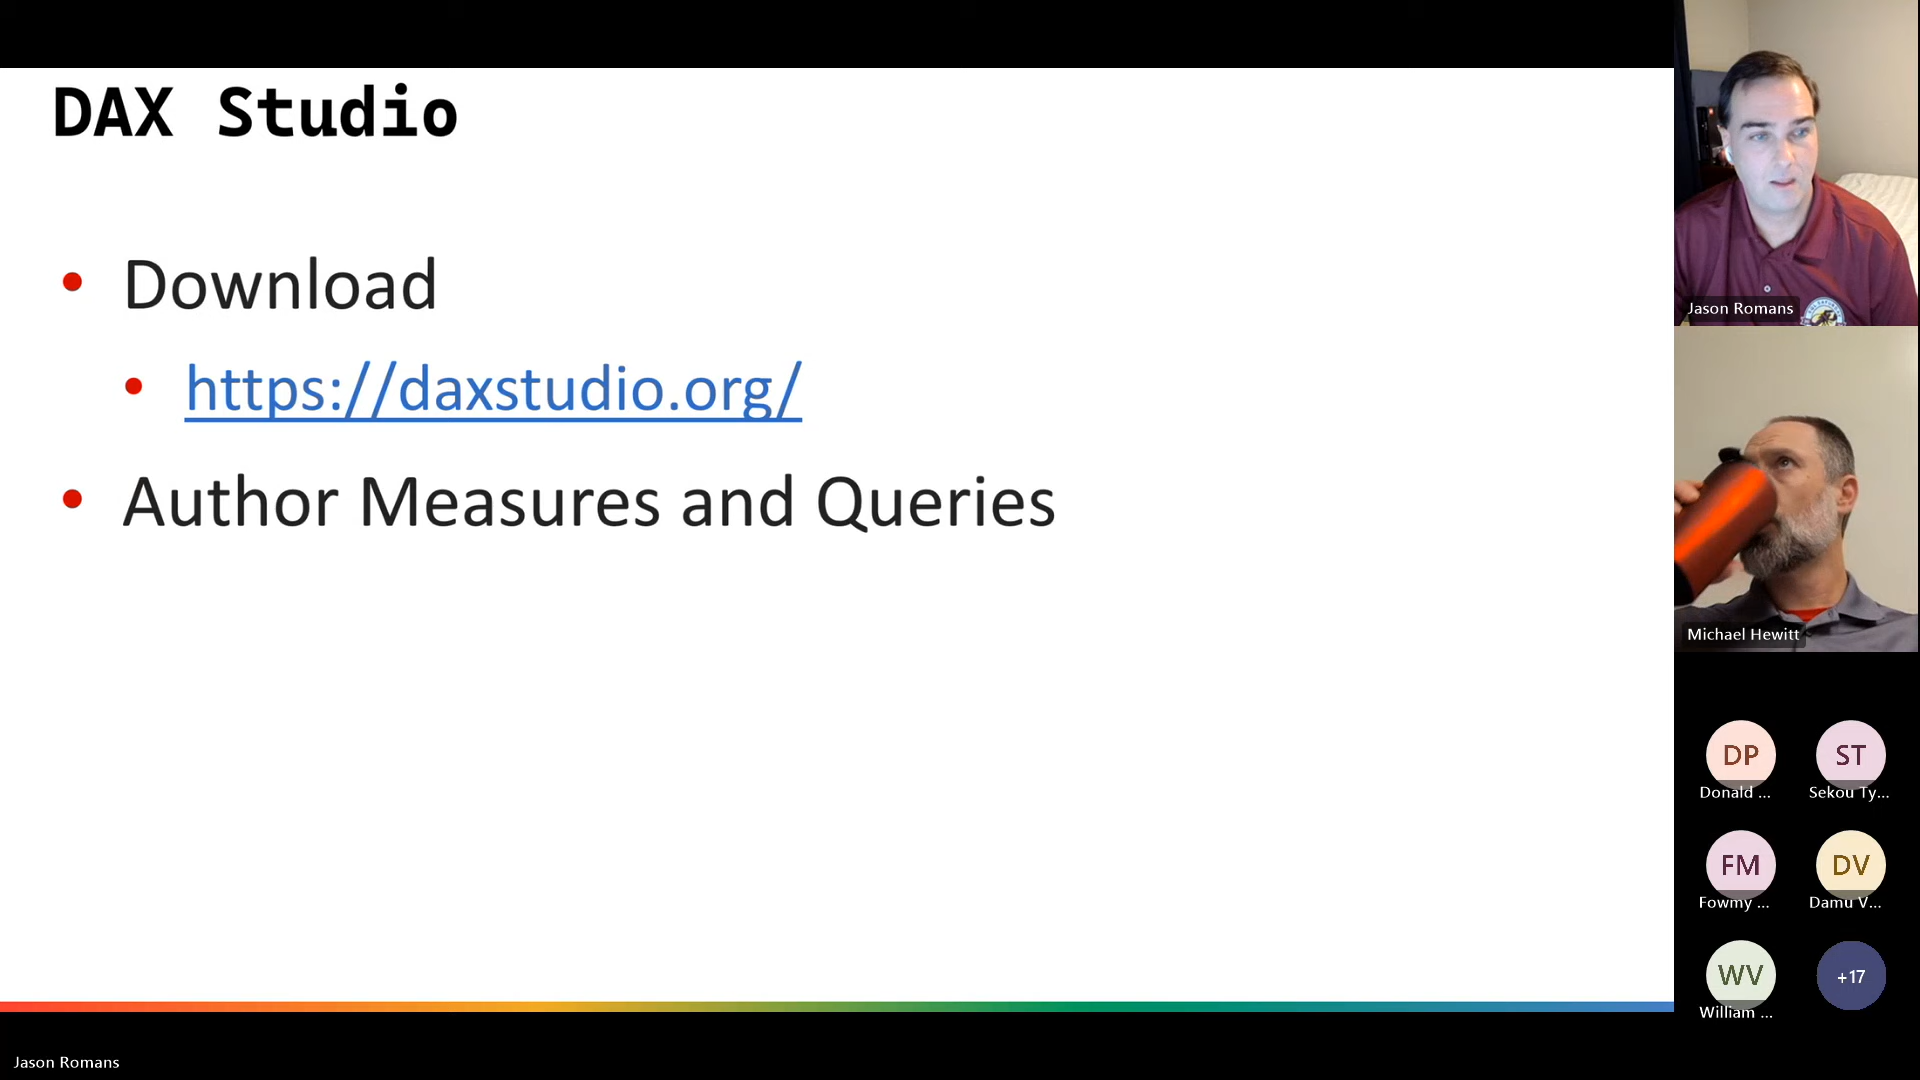 DAX Studio
• Download
• https://daxstudio.org/
• Author Measures and Queries
Jason Romans
Michael Hewitt
DP
Donald ...
ST
Sekou Ty...
FM
Fowmy ...
DV
Damu V...
WV
William ...
+17
Jason Romans